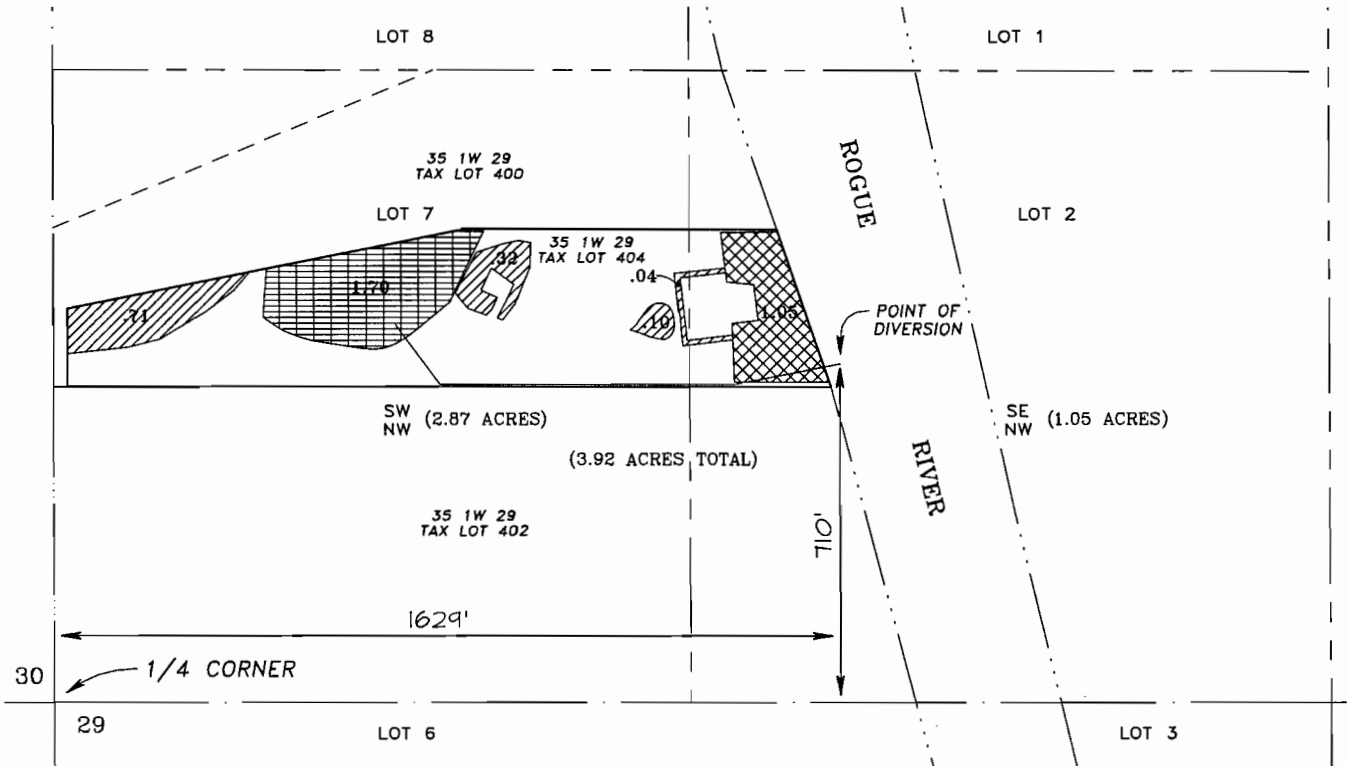 LOT 8
LOT 1
35 1W 29
TAX LOT 400
ROGUE
LOT 7
LOT 2
35 1W 29
TAX LOT 404
.32
.04
1.70
.71
.10
1.05
POINT OF
DIVERSION
SW
NW
(2.87 ACRES)
SE
NW
(1.05 ACRES)
(3.92 ACRES TOTAL)
RIVER
35 1W 29
TAX LOT 402
710'
1629'
1/4 CORNER
30
29
LOT 6
LOT 3